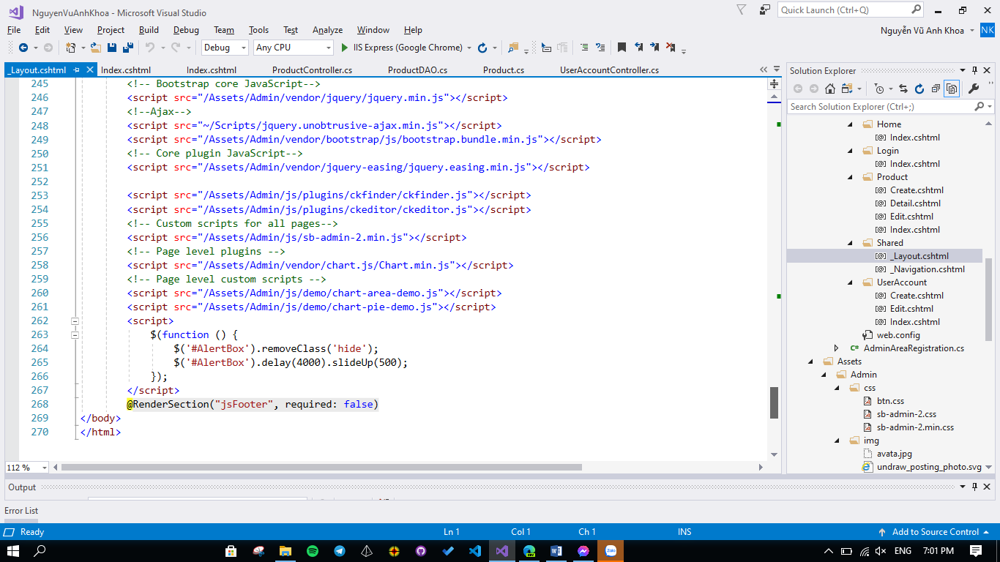 NguyenVuAnhKhoa - Microsoft Visual Studio
Quick Launch (Ctrl+Q)
File Edit View Project Build Debug Team Tools Test Analyze Window Help
Nguyễn Vũ Anh Khoa NK
Debug Any CPU IIS Express (Google Chrome)
_Layout.cshtml Index.cshtml Index.cshtml ProductController.cs ProductDAO.cs Product.cs UserAccountController.cs
245 <!-- Bootstrap core JavaScript-->
246 <script src="/Assets/Admin/vendor/jquery/jquery.min.js"></script>
247 <!--Ajax-->
248 <script src="~/Scripts/jquery.unobtrusive-ajax.min.js"></script>
249 <script src="/Assets/Admin/vendor/bootstrap/js/bootstrap.bundle.min.js"></script>
250 <!-- Core plugin JavaScript-->
251 <script src="/Assets/Admin/vendor/jquery-easing/jquery.easing.min.js"></script>
252
253 <script src="/Assets/Admin/js/plugins/ckfinder/ckfinder.js"></script>
254 <script src="/Assets/Admin/js/plugins/ckeditor/ckeditor.js"></script>
255 <!-- Custom scripts for all pages-->
256 <script src="/Assets/Admin/js/sb-admin-2.min.js"></script>
257 <!-- Page level plugins -->
258 <script src="/Assets/Admin/vendor/chart.js/Chart.min.js"></script>
259 <!-- Page level custom scripts -->
260 <script src="/Assets/Admin/js/demo/chart-area-demo.js"></script>
261 <script src="/Assets/Admin/js/demo/chart-pie-demo.js"></script>
262 <script>
263 $(function () {
264 $('#AlertBox').removeClass('hide');
265 $('#AlertBox').delay(4000).slideUp(500);
266 });
267 </script>
268 @RenderSection("jsFooter", required: false)
269 </body>
270 </html>
112 %
Solution Explorer
Search Solution Explorer (Ctrl+;)
Home
Index.cshtml
Login
Index.cshtml
Product
Create.cshtml
Detail.cshtml
Edit.cshtml
Index.cshtml
Shared
_Layout.cshtml
_Navigation.cshtml
UserAccount
Create.cshtml
Edit.cshtml
Index.cshtml
web.config
C# AdminAreaRegistration.cs
Assets
Admin
css
btn.css
sb-admin-2.css
sb-admin-2.min.css
img
avata.jpg
undraw_posting_photo.svg
Output
Error List
Ready Ln 1 Col 1 Ch 1 INS Add to Source Control
DEV Zalo ENG 7:01 PM